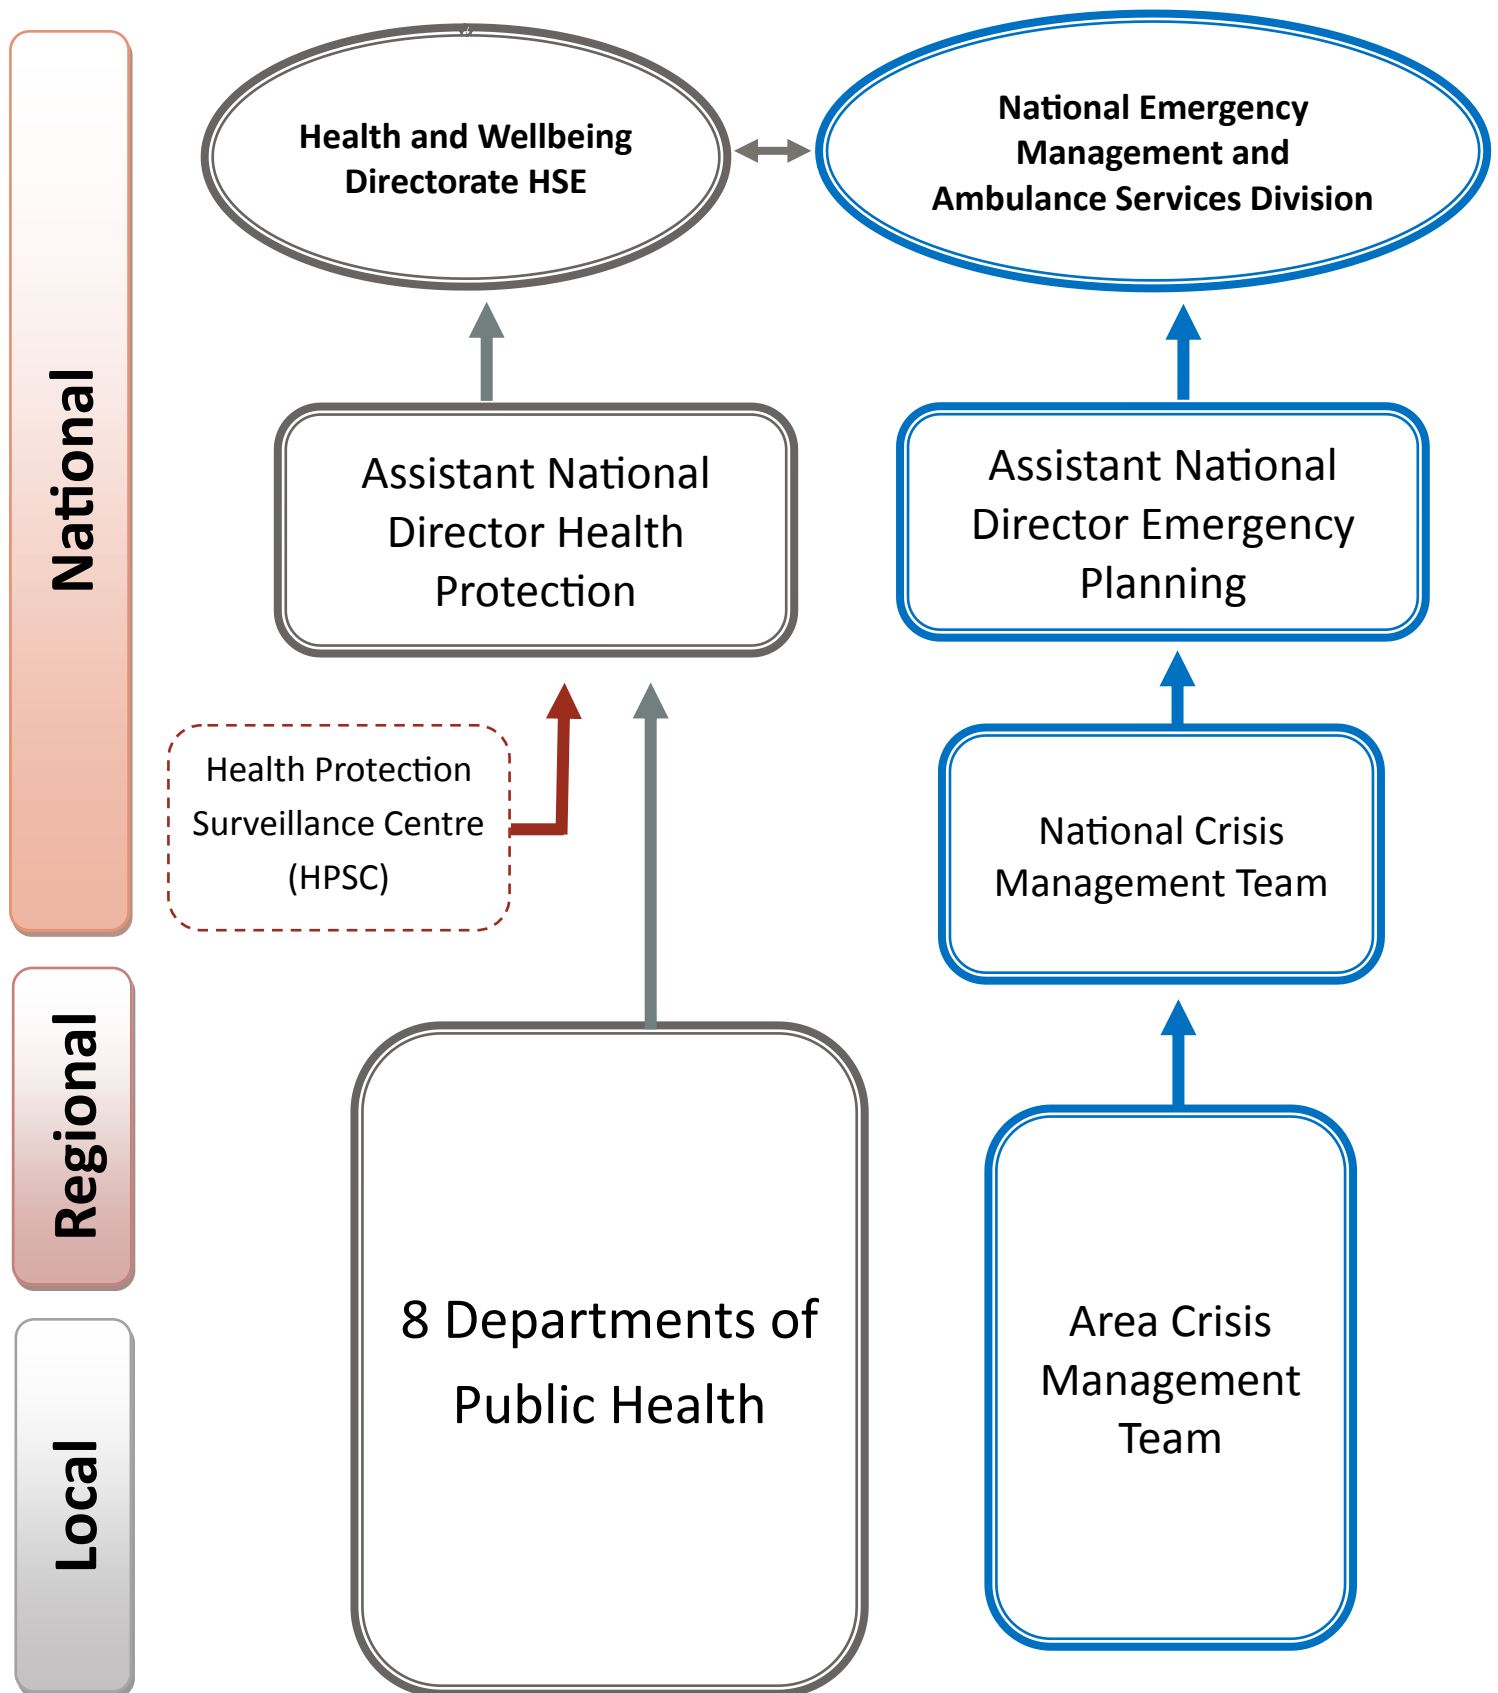 National
Regional
Local
Health and Wellbeing
Directorate HSE
National Emergency
Management and
Ambulance Services Division
Assistant National
Director Health
Protection
Assistant National
Director Emergency
Planning
Health Protection
Surveillance Centre
(HPSC)
National Crisis
Management Team
8 Departments of
Public Health
Area Crisis
Management
Team